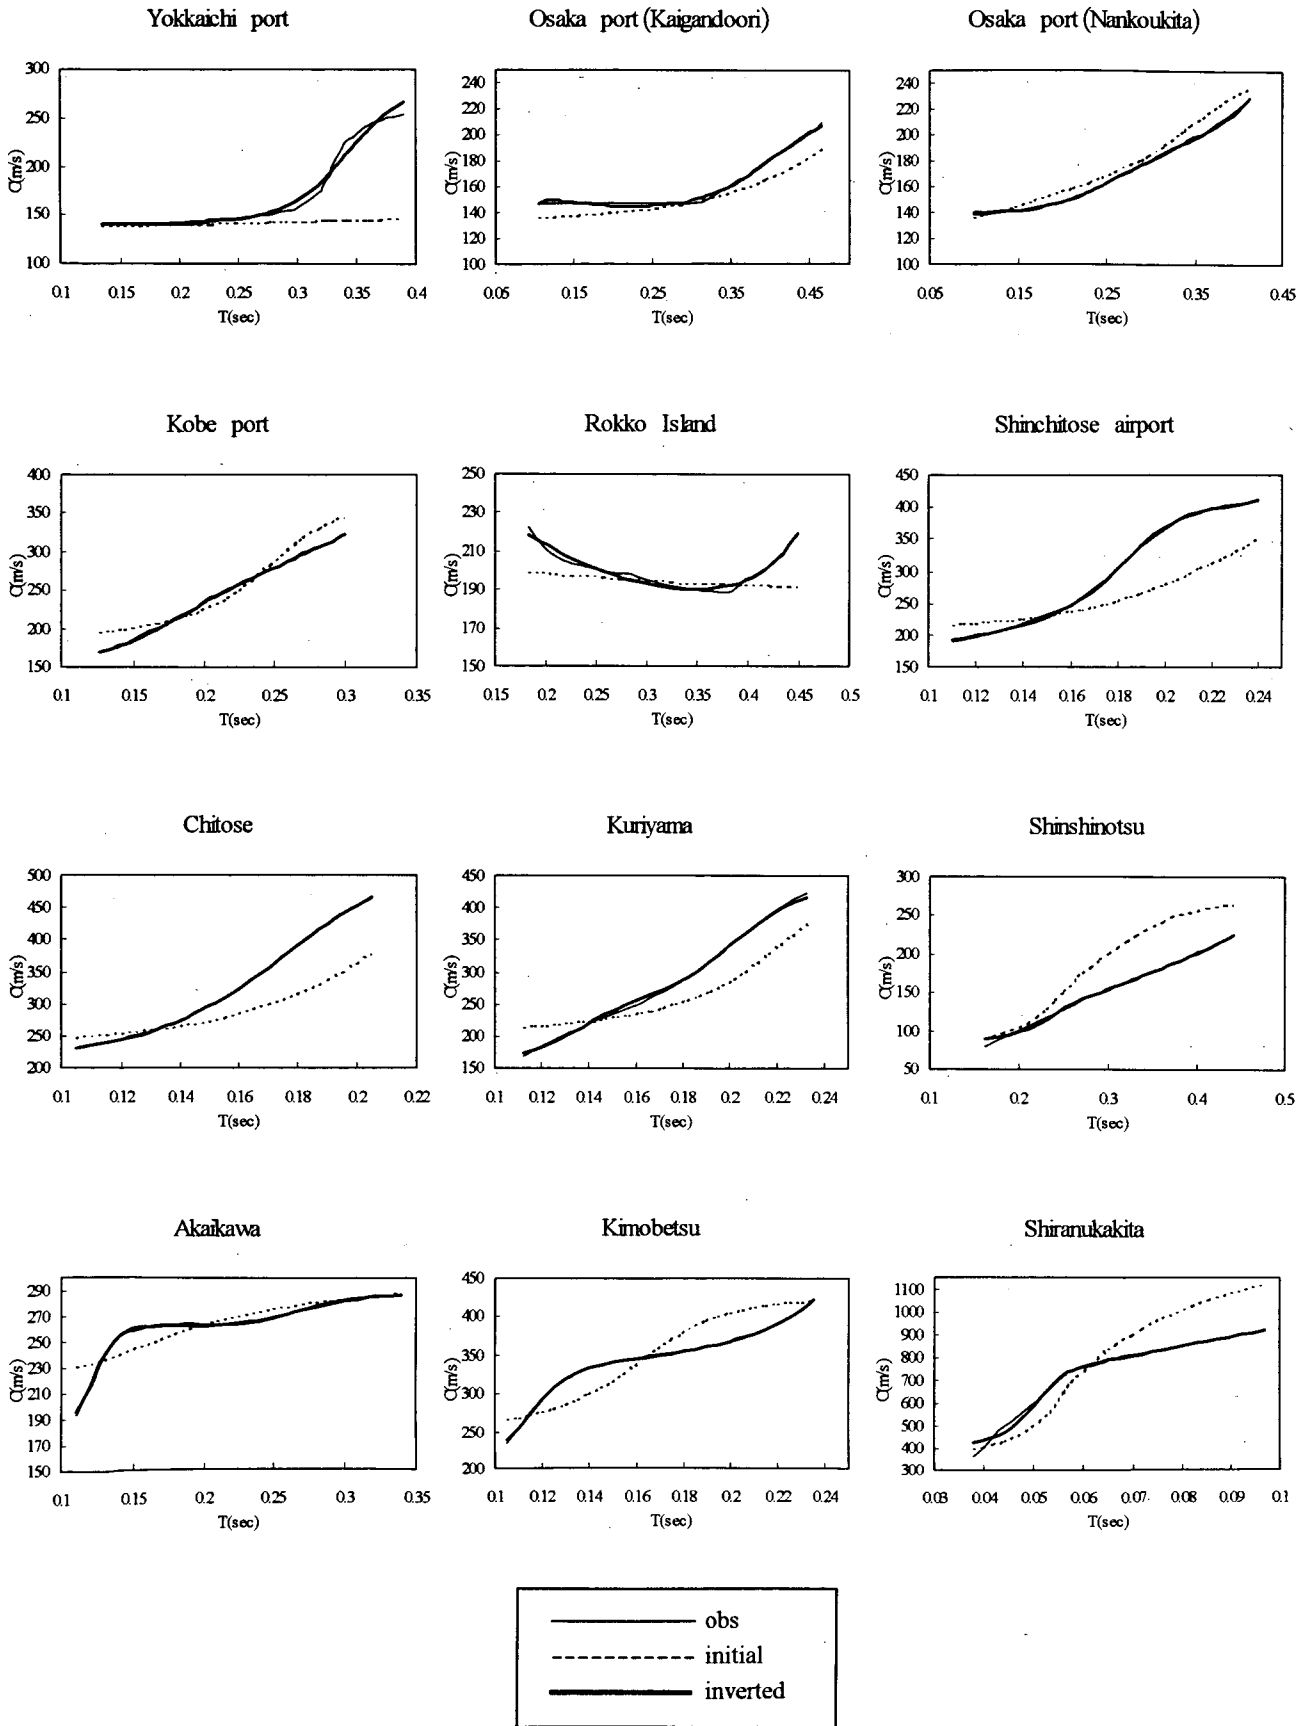 Yokkaichi port
300
250
200
150
100
C(m/s)
0.1 0.15 0.2 0.25 0.3 0.35 0.4
T(sec)
Osaka port (Kaigandoori)
240
220
200
180
160
140
120
100
C(m/s)
0.05 0.15 0.25 0.35 0.45
T(sec)
Osaka port (Nankoukita)
240
220
200
180
160
140
120
100
C(m/s)
0.05 0.15 0.25 0.35 0.45
T(sec)
Kobe port
400
350
300
250
200
150
C(m/s)
0.1 0.15 0.2 0.25 0.3 0.35
T(sec)
Rokko Island
250
230
210
190
170
150
C(m/s)
0.15 0.2 0.25 0.3 0.35 0.4 0.45 0.5
T(sec)
Shinchitose airport
450
400
350
300
250
200
150
C(m/s)
0.1 0.12 0.14 0.16 0.18 0.2 0.22 0.24
T(sec)
Chitose
500
450
400
350
300
250
200
C(m/s)
0.1 0.12 0.14 0.16 0.18 0.2 0.22
T(sec)
Kuriyama
450
400
350
300
250
200
150
C(m/s)
0.1 0.12 0.14 0.16 0.18 0.2 0.22 0.24
T(sec)
Shinshinotsu
300
250
200
150
100
50
C(m/s)
0.1 0.2 0.3 0.4 0.5
T(sec)
Akaikawa
290
270
250
230
210
190
170
150
C(m/s)
0.1 0.15 0.2 0.25 0.3 0.35
T(sec)
Kimobetsu
450
400
350
300
250
200
C(m/s)
0.1 0.12 0.14 0.16 0.18 0.2 0.22 0.24
T(sec)
Shiranukakita
1100
1000
900
800
700
600
500
400
300
C(m/s)
0.03 0.04 0.05 0.06 0.07 0.08 0.09 0.1
T(sec)
obs
initial
inverted